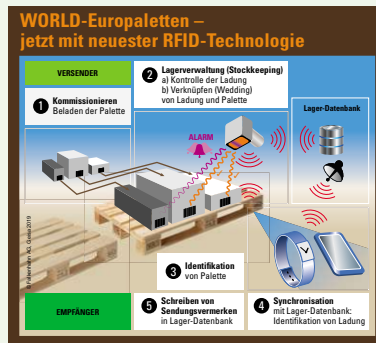 WORLD-Europaletten –
jetzt mit neuester RFID-Technologie
VERSENDER
1 Kommissionieren
Beladen der Palette
2 Lagerverwaltung (Stockkeeping)
a) Kontrolle der Ladung
b) Verknüpfen (Wedding)
von Ladung und Palette
Lager-Datenbank
ALARM
3 Identifikation
von Palette
EMPFÄNGER
5 Schreiben von
Sendungsvermerken
in Lager-Datenbank
4 Synchronisation
mit Lager-Datenbank:
Identifikation von Ladung